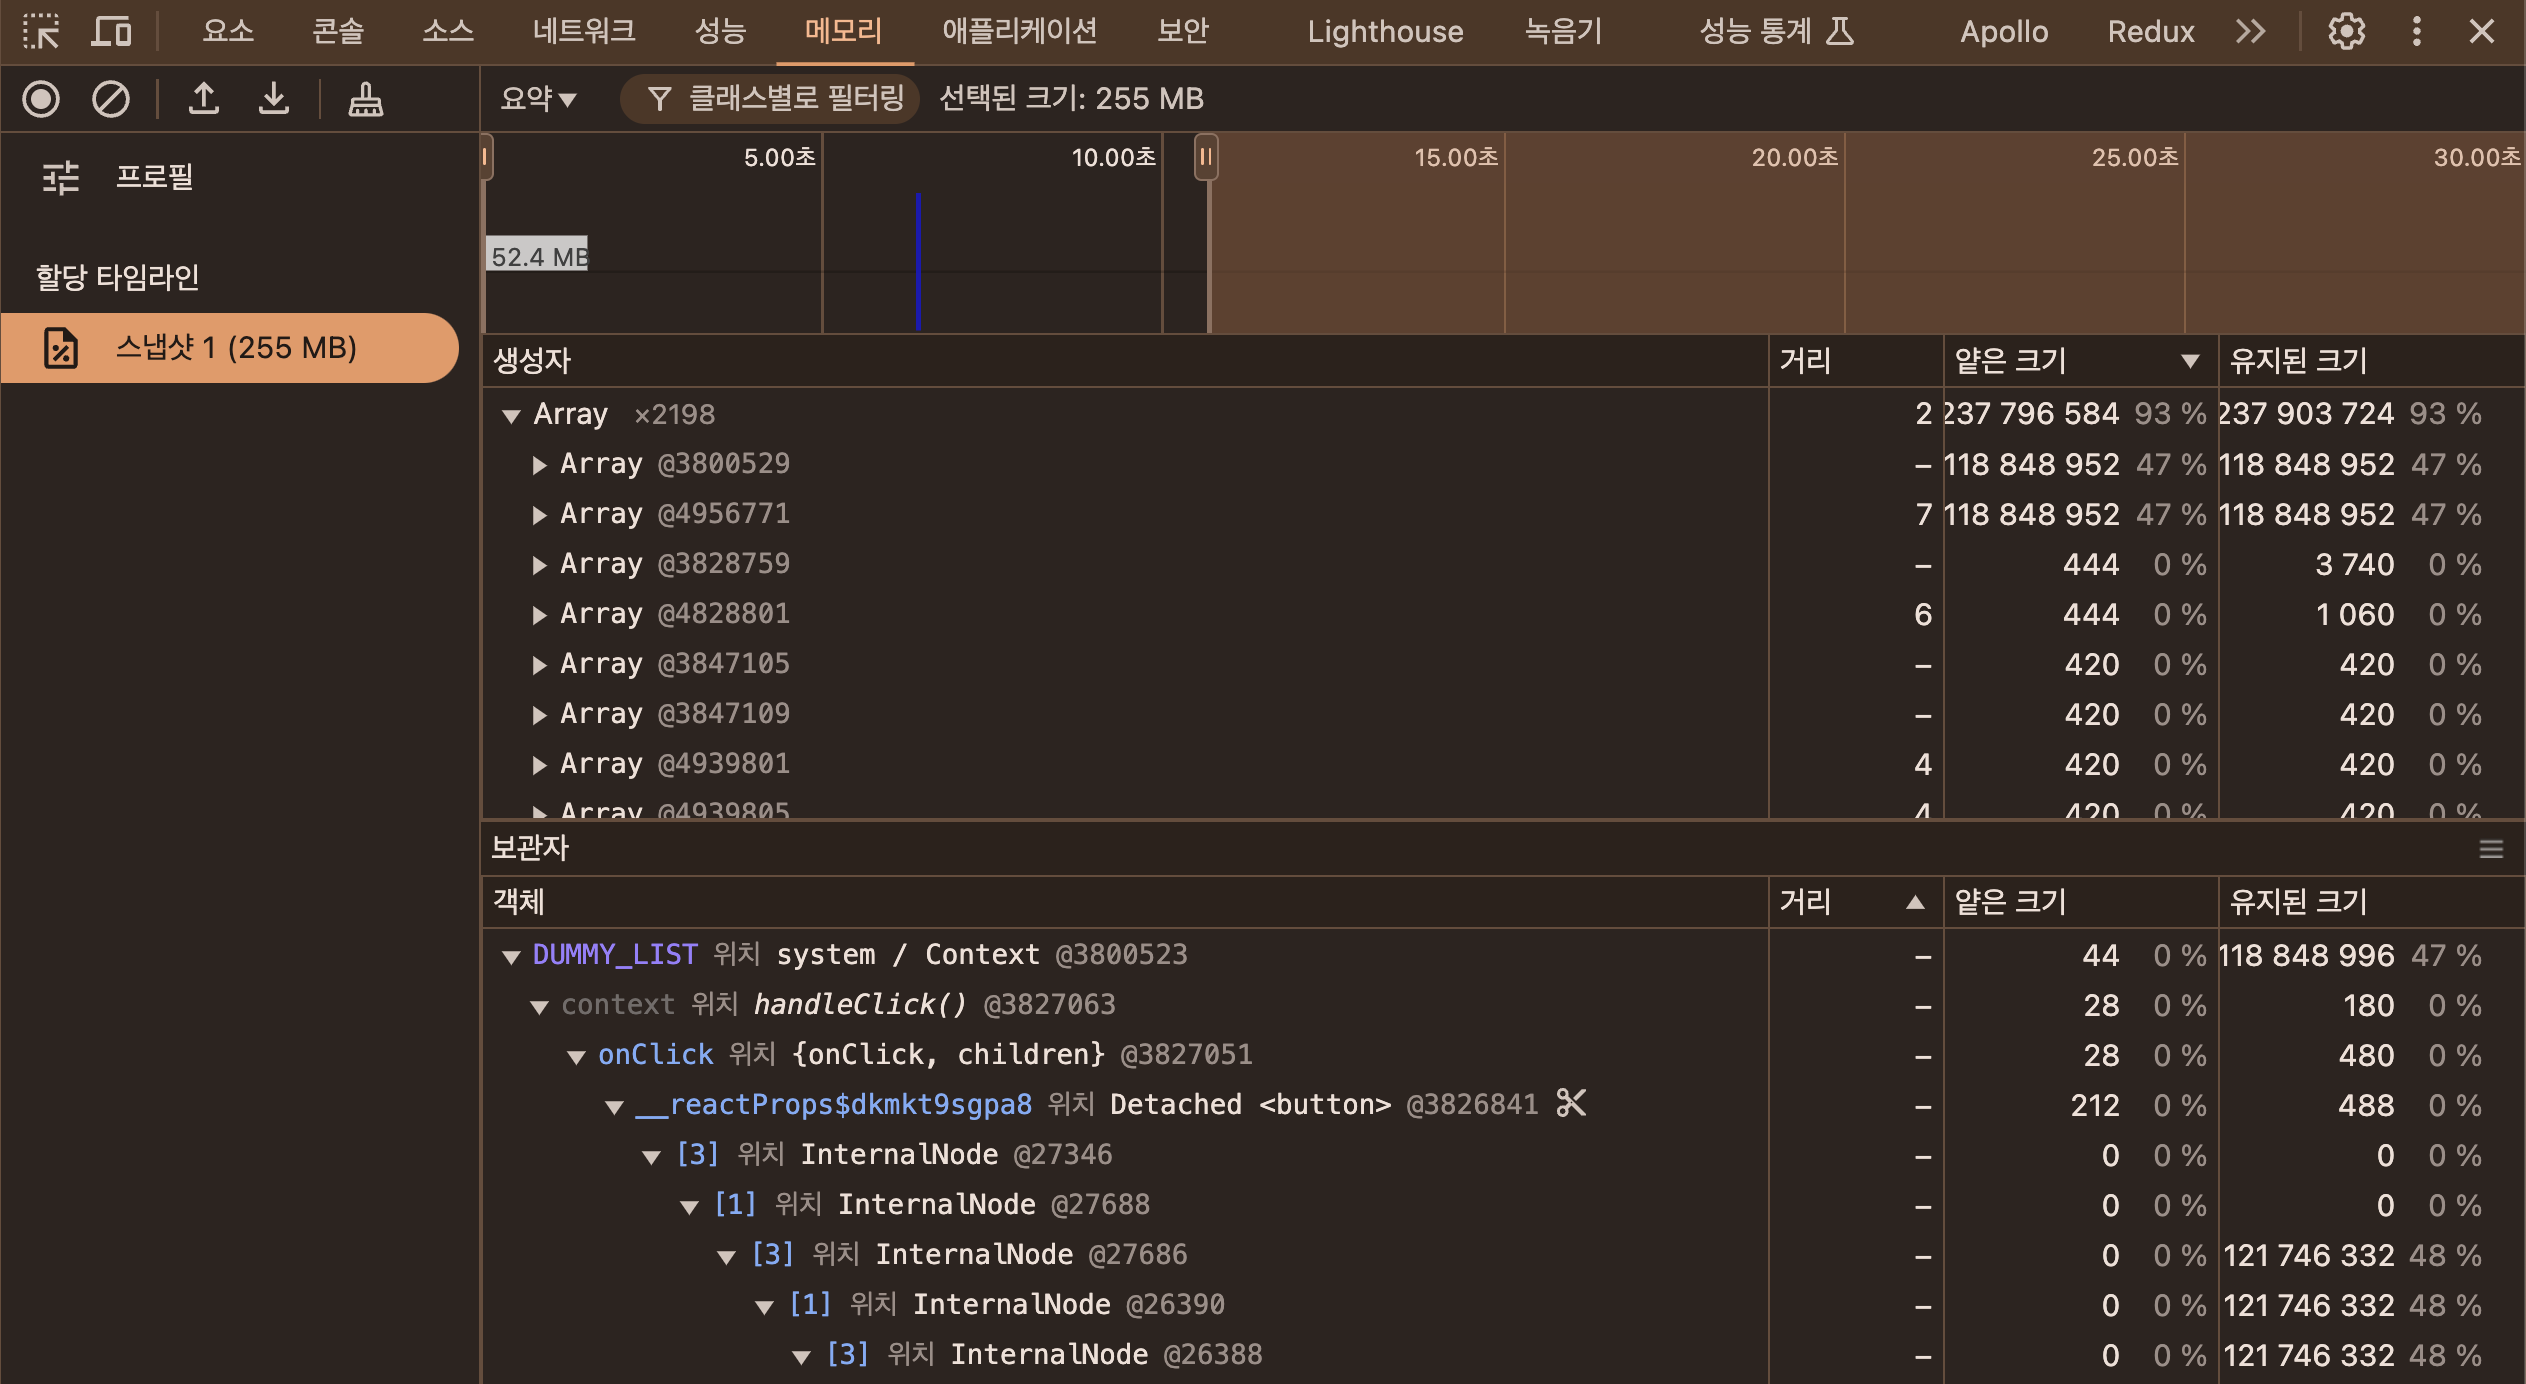 요소 콘솔 소스 네트워크 성능 메모리 애플리케이션 보안 Lighthouse 녹음기 성능 통계 Apollo Redux
요약 클래스별로 필터링 선택된 크기: 255 MB
프로필
할당 타임라인
스냅샷 1 (255 MB)
5.00초 10.00초 15.00초 20.00초 25.00초 30.00초
52.4 MB
생성자 거리 얕은 크기 유지된 크기
Array ×2198 2 237 796 584 93 % 237 903 724 93 %
Array @3800529 – 118 848 952 47 % 118 848 952 47 %
Array @4956771 7 118 848 952 47 % 118 848 952 47 %
Array @3828759 – 444 0 % 3 740 0 %
Array @4828801 6 444 0 % 1 060 0 %
Array @3847105 – 420 0 % 420 0 %
Array @3847109 – 420 0 % 420 0 %
Array @4939801 4 420 0 % 420 0 %
Array @4939805 4 420 0 % 420 0 %
보관자
객체 거리 얕은 크기 유지된 크기
DUMMY_LIST 위치 system / Context @3800523 – 44 0 % 118 848 996 47 %
context 위치 handleClick() @3827063 – 28 0 % 180 0 %
onClick 위치 {onClick, children} @3827051 – 28 0 % 480 0 %
__reactProps$dkmkt9sgpa8 위치 Detached <button> @3826841 – 212 0 % 488 0 %
[3] 위치 InternalNode @27346 – 0 0 % 0 0 %
[1] 위치 InternalNode @27688 – 0 0 % 0 0 %
[3] 위치 InternalNode @27686 – 0 0 % 121 746 332 48 %
[1] 위치 InternalNode @26390 – 0 0 % 121 746 332 48 %
[3] 위치 InternalNode @26388 – 0 0 % 121 746 332 48 %